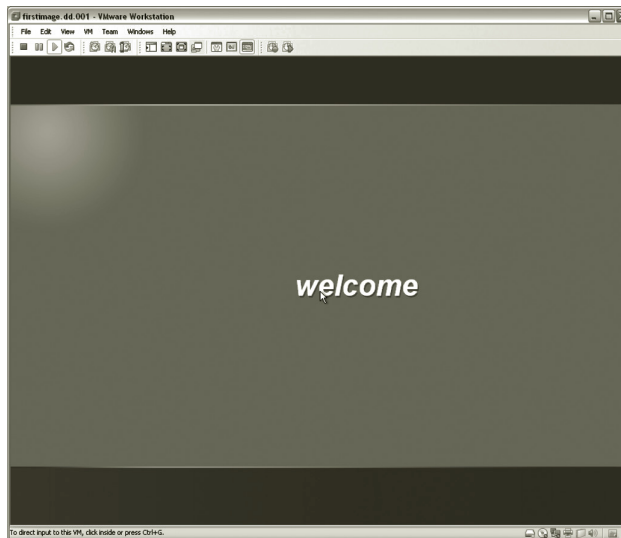 firstimage.dd.001 - VMware Workstation
File Edit View VM Team Windows Help
welcome
To direct input to this VM, click inside or press Ctrl+G.